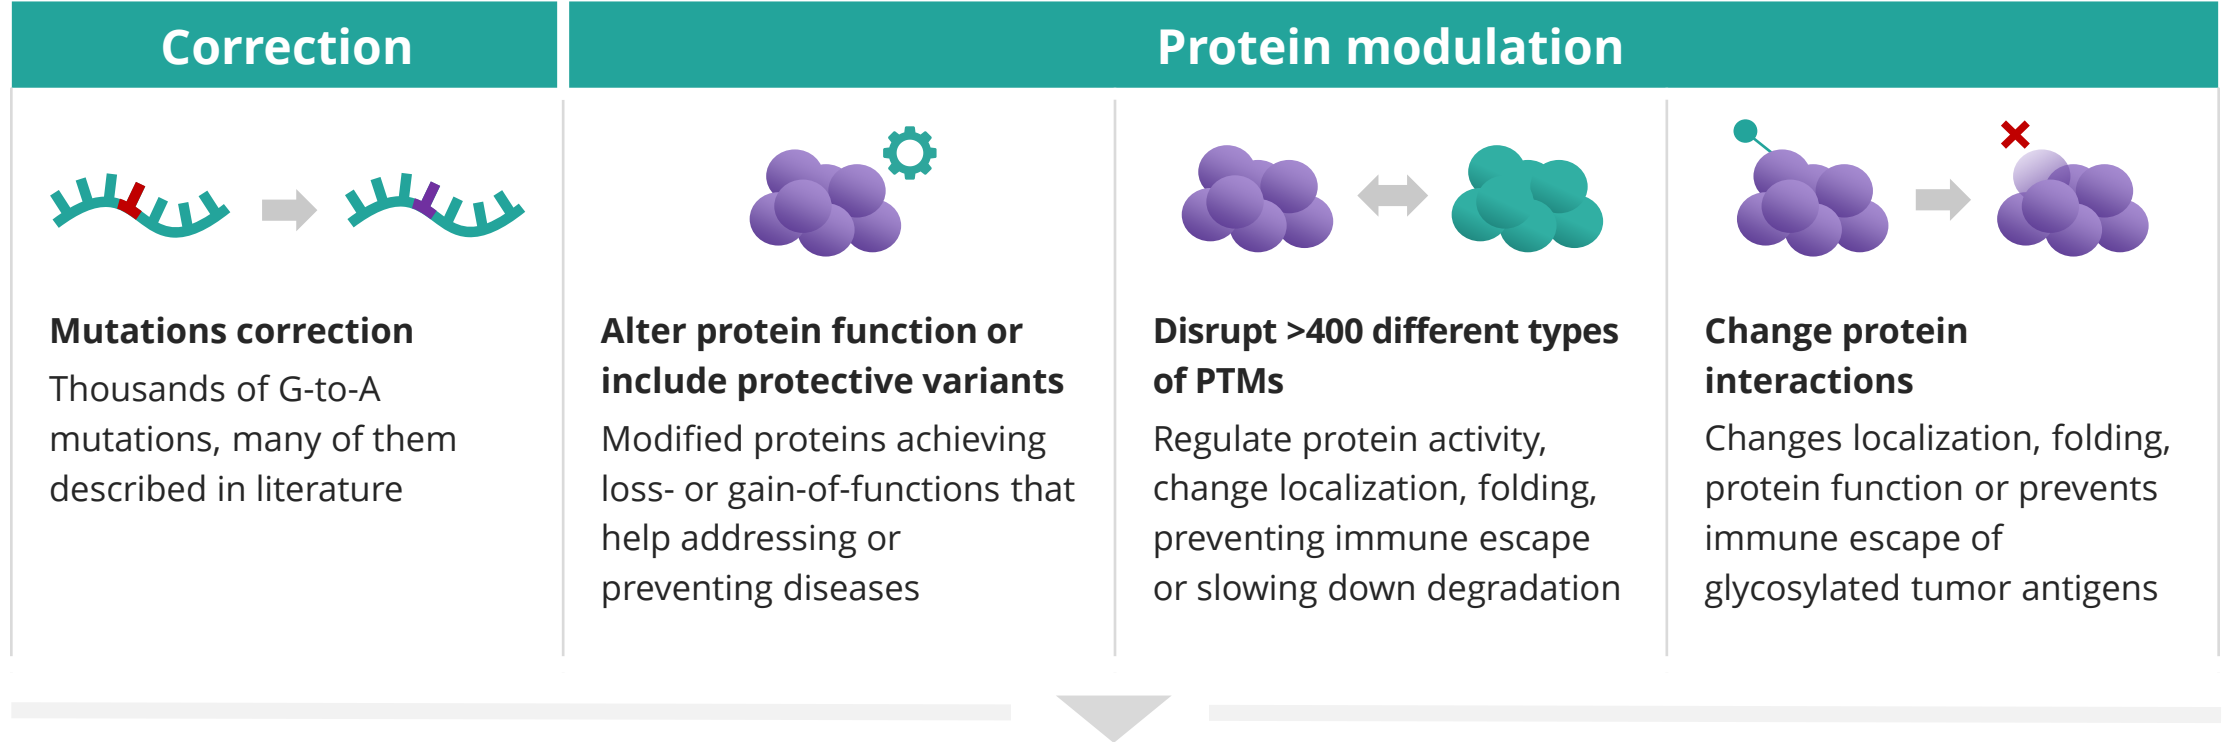 Correction
Protein modulation
Mutations correction
Thousands of G-to-A
mutations, many of them
described in literature
Alter protein function or
include protective variants
Modified proteins achieving
loss- or gain-of-functions that
help addressing or
preventing diseases
Disrupt >400 different types
of PTMs
Regulate protein activity,
change localization, folding,
preventing immune escape
or slowing down degradation
Change protein
interactions
Changes localization, folding,
protein function or prevents
immune escape of
glycosylated tumor antigens